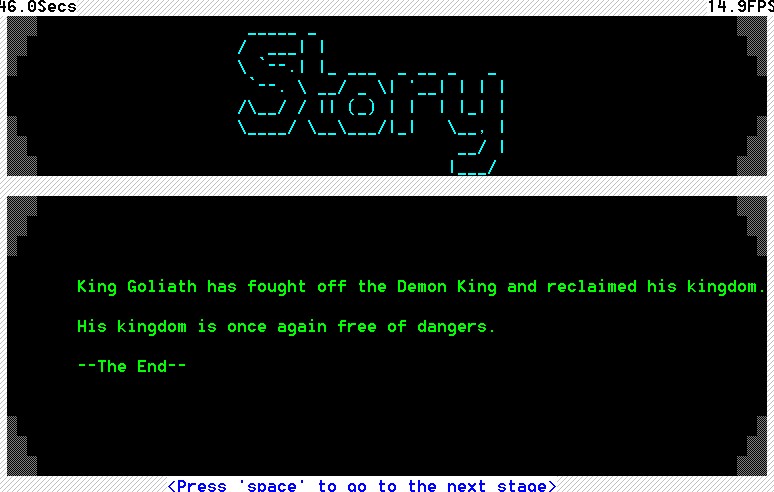 46.0Secs 14.9FPS
Story
King Goliath has fought off the Demon King and reclaimed his kingdom.
His kingdom is once again free of dangers.
--The End--
<Press 'space' to go to the next stage>